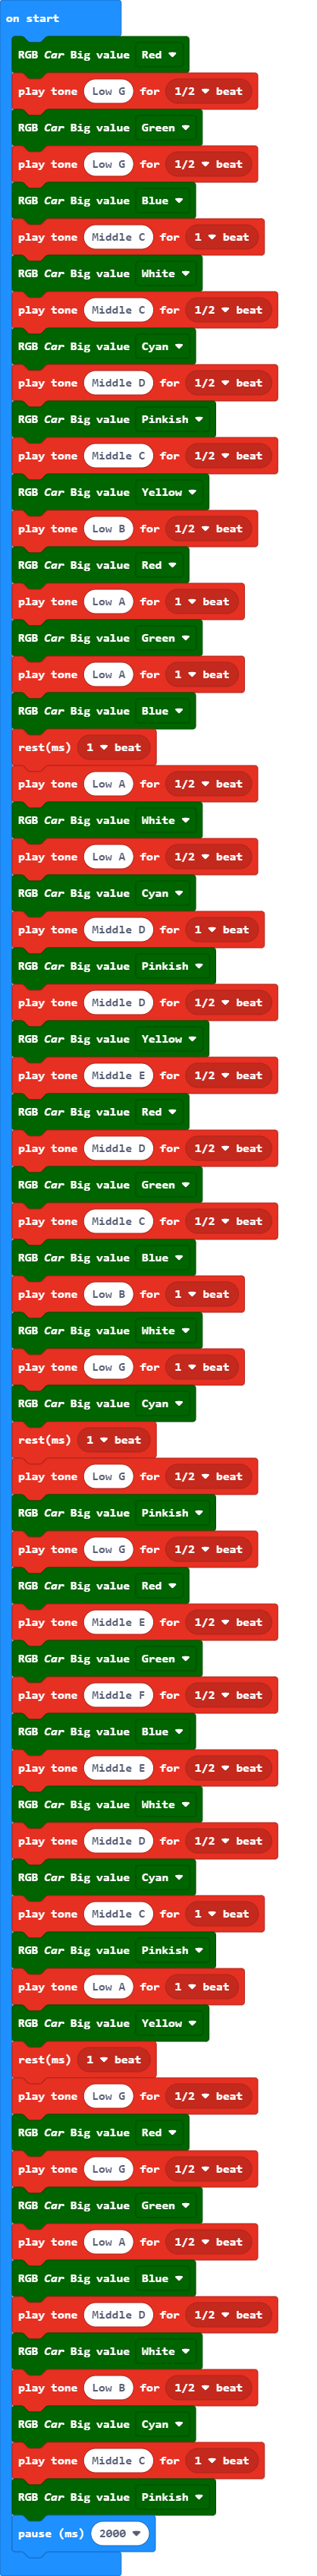 on start
RGB Car Big value Red
play tone Low G for 1/2 beat
RGB Car Big value Green
play tone Low G for 1/2 beat
RGB Car Big value Blue
play tone Middle C for 1 beat
RGB Car Big value White
play tone Middle C for 1/2 beat
RGB Car Big value Cyan
play tone Middle D for 1/2 beat
RGB Car Big value Pinkish
play tone Middle C for 1/2 beat
RGB Car Big value Yellow
play tone Low B for 1/2 beat
RGB Car Big value Red
play tone Low A for 1 beat
RGB Car Big value Green
play tone Low A for 1 beat
RGB Car Big value Blue
rest(ms) 1 beat
play tone Low A for 1/2 beat
RGB Car Big value White
play tone Low A for 1/2 beat
RGB Car Big value Cyan
play tone Middle D for 1 beat
RGB Car Big value Pinkish
play tone Middle D for 1/2 beat
RGB Car Big value Yellow
play tone Middle E for 1/2 beat
RGB Car Big value Red
play tone Middle D for 1/2 beat
RGB Car Big value Green
play tone Middle C for 1/2 beat
RGB Car Big value Blue
play tone Low B for 1 beat
RGB Car Big value White
play tone Low G for 1 beat
RGB Car Big value Cyan
rest(ms) 1 beat
play tone Low G for 1/2 beat
RGB Car Big value Pinkish
play tone Low G for 1/2 beat
RGB Car Big value Red
play tone Middle E for 1/2 beat
RGB Car Big value Green
play tone Middle F for 1/2 beat
RGB Car Big value Blue
play tone Middle E for 1/2 beat
RGB Car Big value White
play tone Middle D for 1/2 beat
RGB Car Big value Cyan
play tone Middle C for 1 beat
RGB Car Big value Pinkish
play tone Low A for 1 beat
RGB Car Big value Yellow
rest(ms) 1 beat
play tone Low G for 1/2 beat
RGB Car Big value Red
play tone Low G for 1/2 beat
RGB Car Big value Green
play tone Low A for 1/2 beat
RGB Car Big value Blue
play tone Middle D for 1/2 beat
RGB Car Big value White
play tone Low B for 1/2 beat
RGB Car Big value Cyan
play tone Middle C for 1 beat
RGB Car Big value Pinkish
pause (ms) 2000